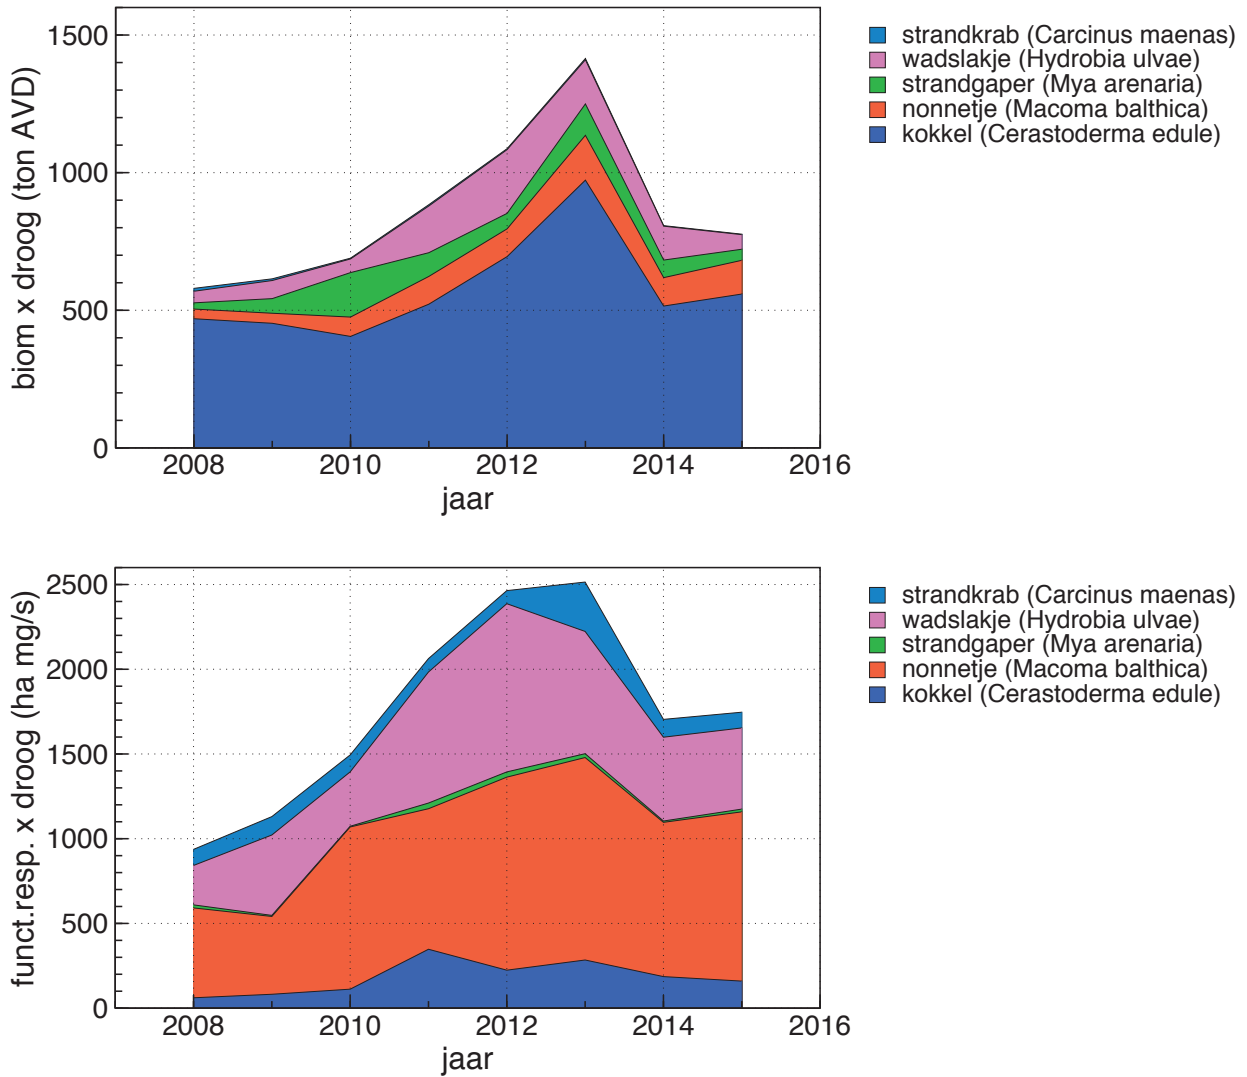 biom x droog (ton AVD)
1500
1000
500
0
2008
2010
2012
2014
2016
jaar
strandkrab (Carcinus maenas)
wadslakje (Hydrobia ulvae)
strandgaper (Mya arenaria)
nonnetje (Macoma balthica)
kokkel (Cerastoderma edule)
funct.resp. x droog (ha mg/s)
2500
2000
1500
1000
500
0
2008
2010
2012
2014
2016
jaar
strandkrab (Carcinus maenas)
wadslakje (Hydrobia ulvae)
strandgaper (Mya arenaria)
nonnetje (Macoma balthica)
kokkel (Cerastoderma edule)